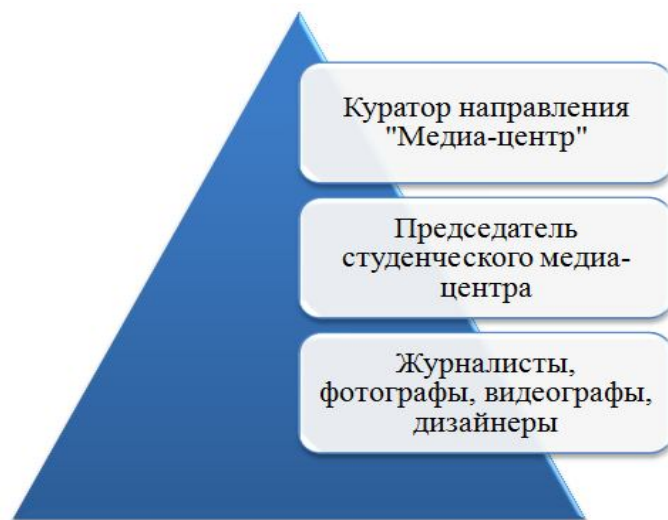 Куратор направления
"Медиа-центр"
Председатель
студенческого медиа-
центра
Журналисты,
фотографы, видеографы,
дизайнеры